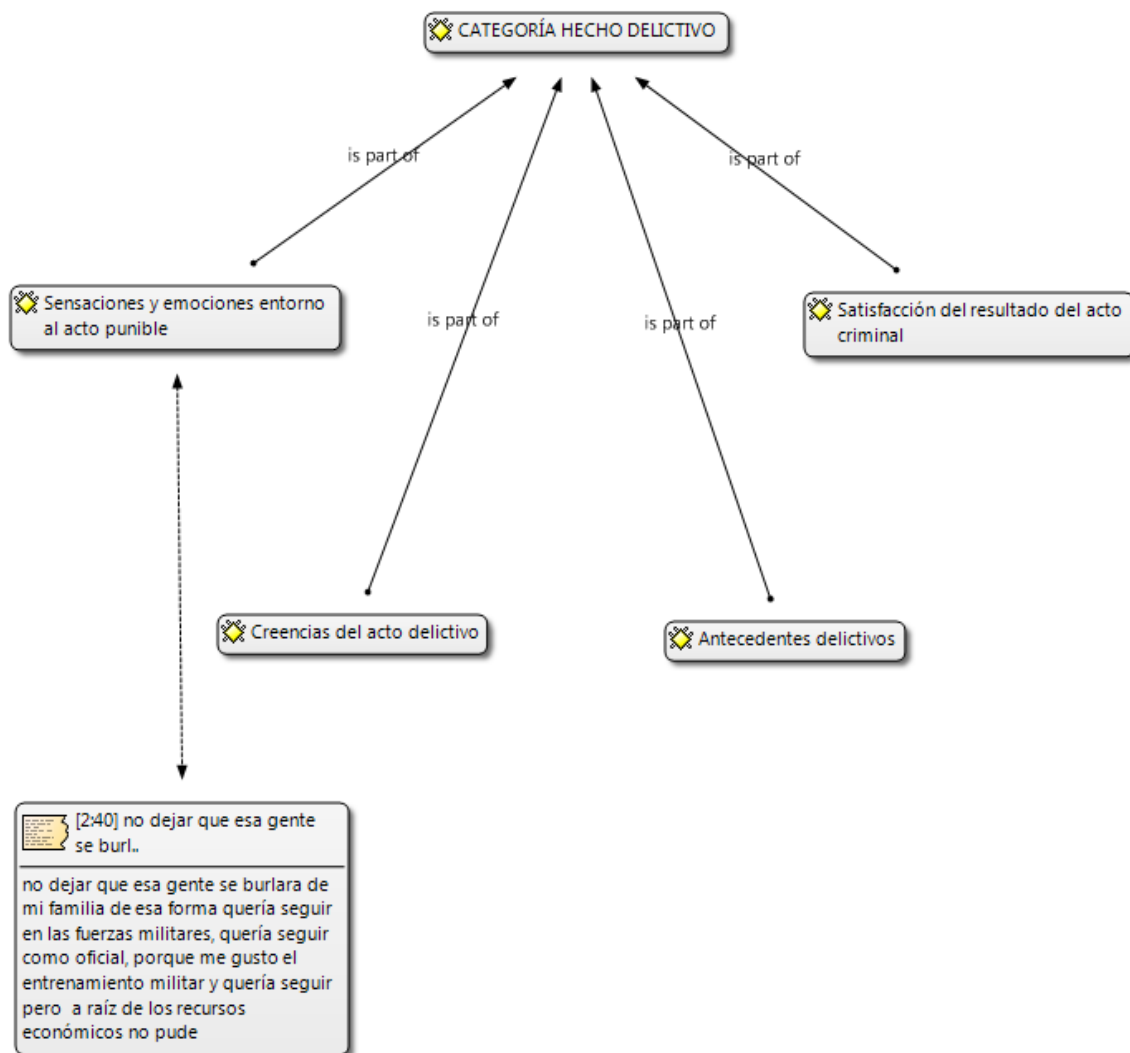 CATEGORÍA HECHO DELICTIVO
is part of
is part of
Sensaciones y emociones entorno
al acto punible
Satisfacción del resultado del acto
criminal
is part of
is part of
Creencias del acto delictivo
Antecedentes delictivos
[2:40] no dejar que esa gente
se burl..
no dejar que esa gente se burlara de
mi familia de esa forma quería seguir
en las fuerzas militares, quería seguir
como oficial, porque me gusto el
entrenamiento militar y quería seguir
pero a raíz de los recursos
económicos no pude